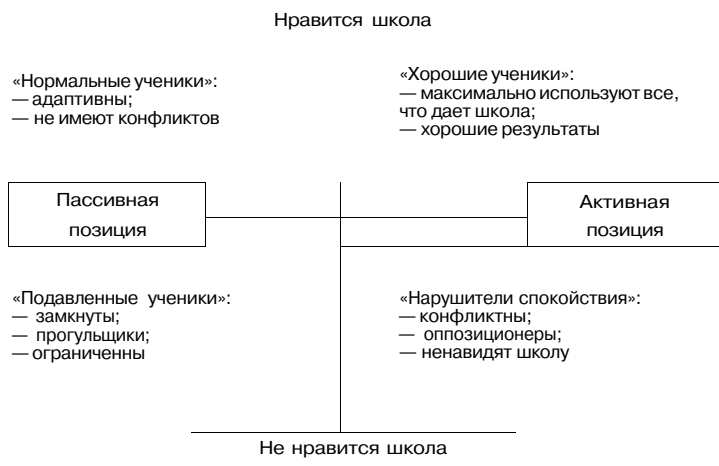 Нравится школа
«Нормальные ученики»:
— адаптивны;
— не имеют конфликтов
«Хорошие ученики»:
— максимально используют все,
что дает школа;
— хорошие результаты
Пассивная
позиция
Активная
позиция
«Подавленные ученики»:
— замкнуты;
— прогульщики;
— ограниченны
«Нарушители спокойствия»:
— конфликтны;
— оппозиционеры;
— ненавидят школу
Не нравится школа